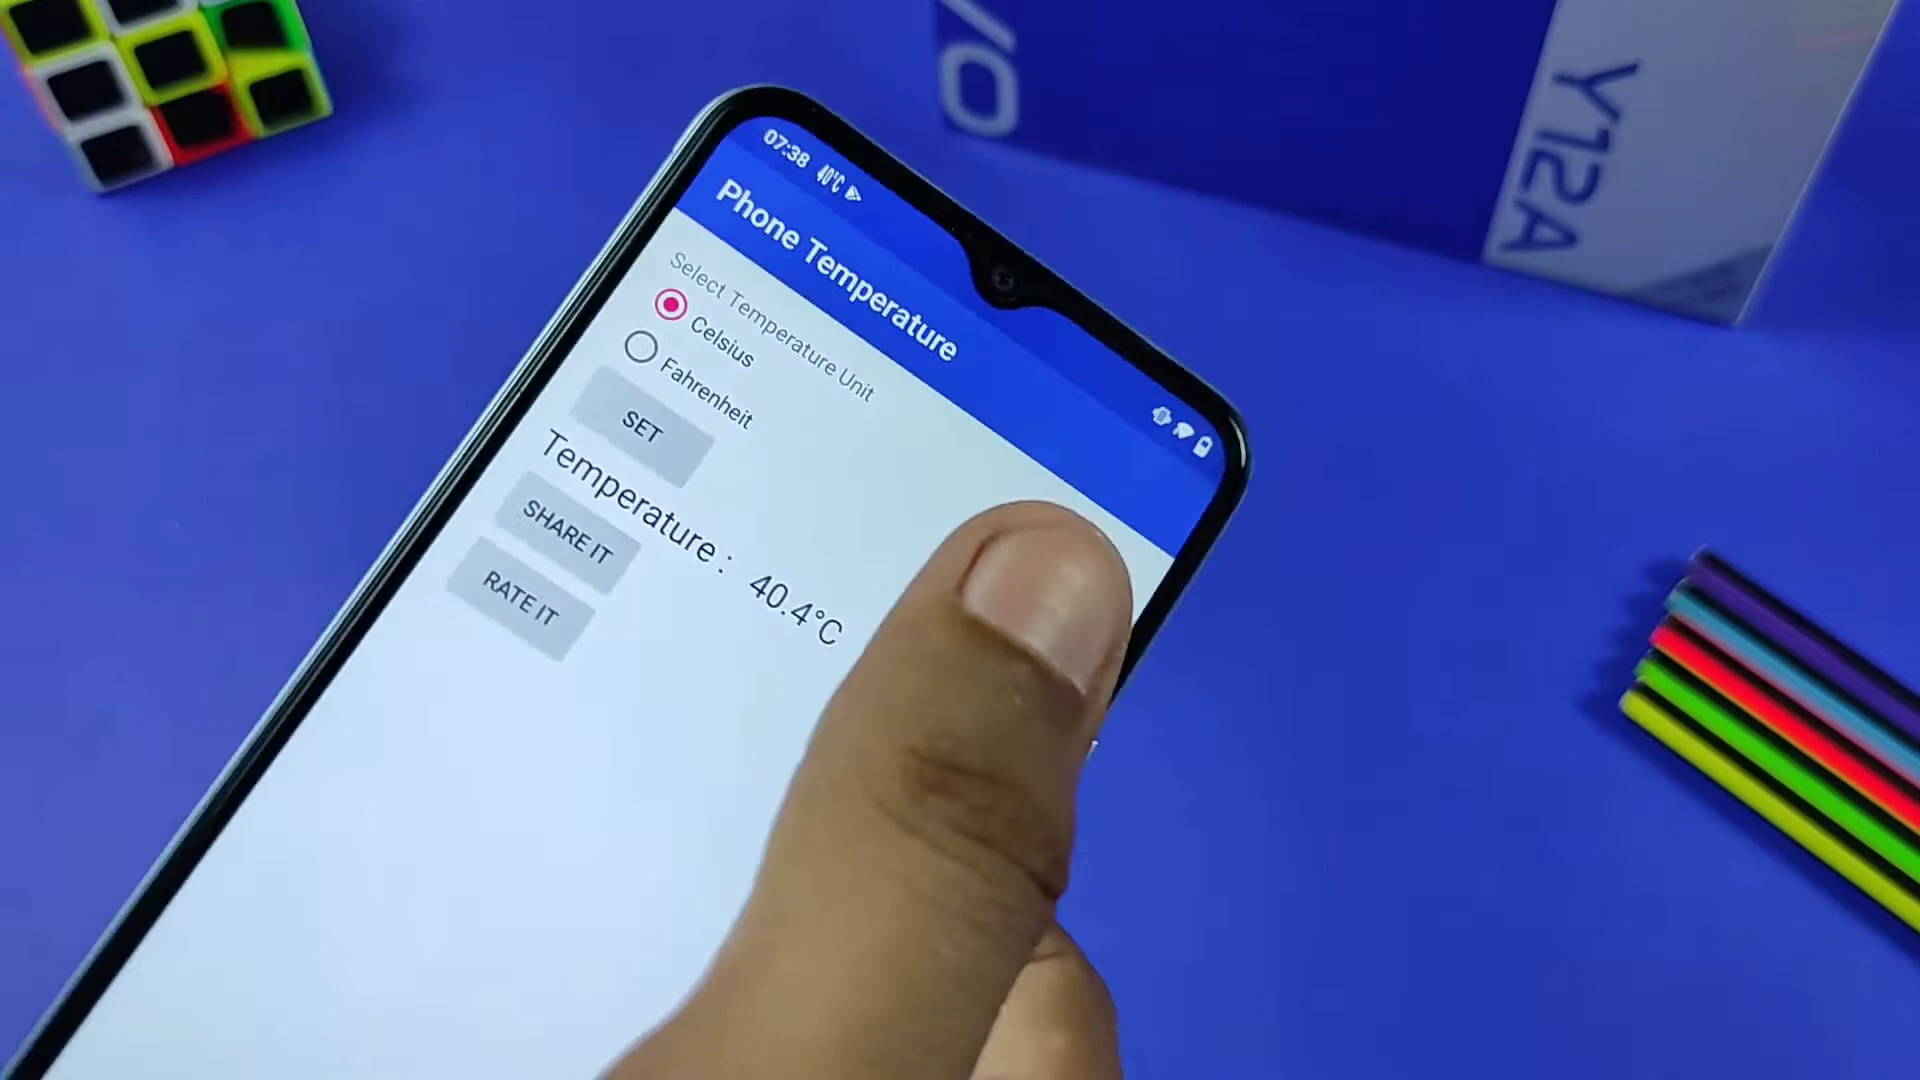 07:38 40°C
Phone Temperature
Select Temperature Unit
Celsius
Fahrenheit
SET
Temperature : 40.4°C
SHARE IT
RATE IT
VO
Y12A